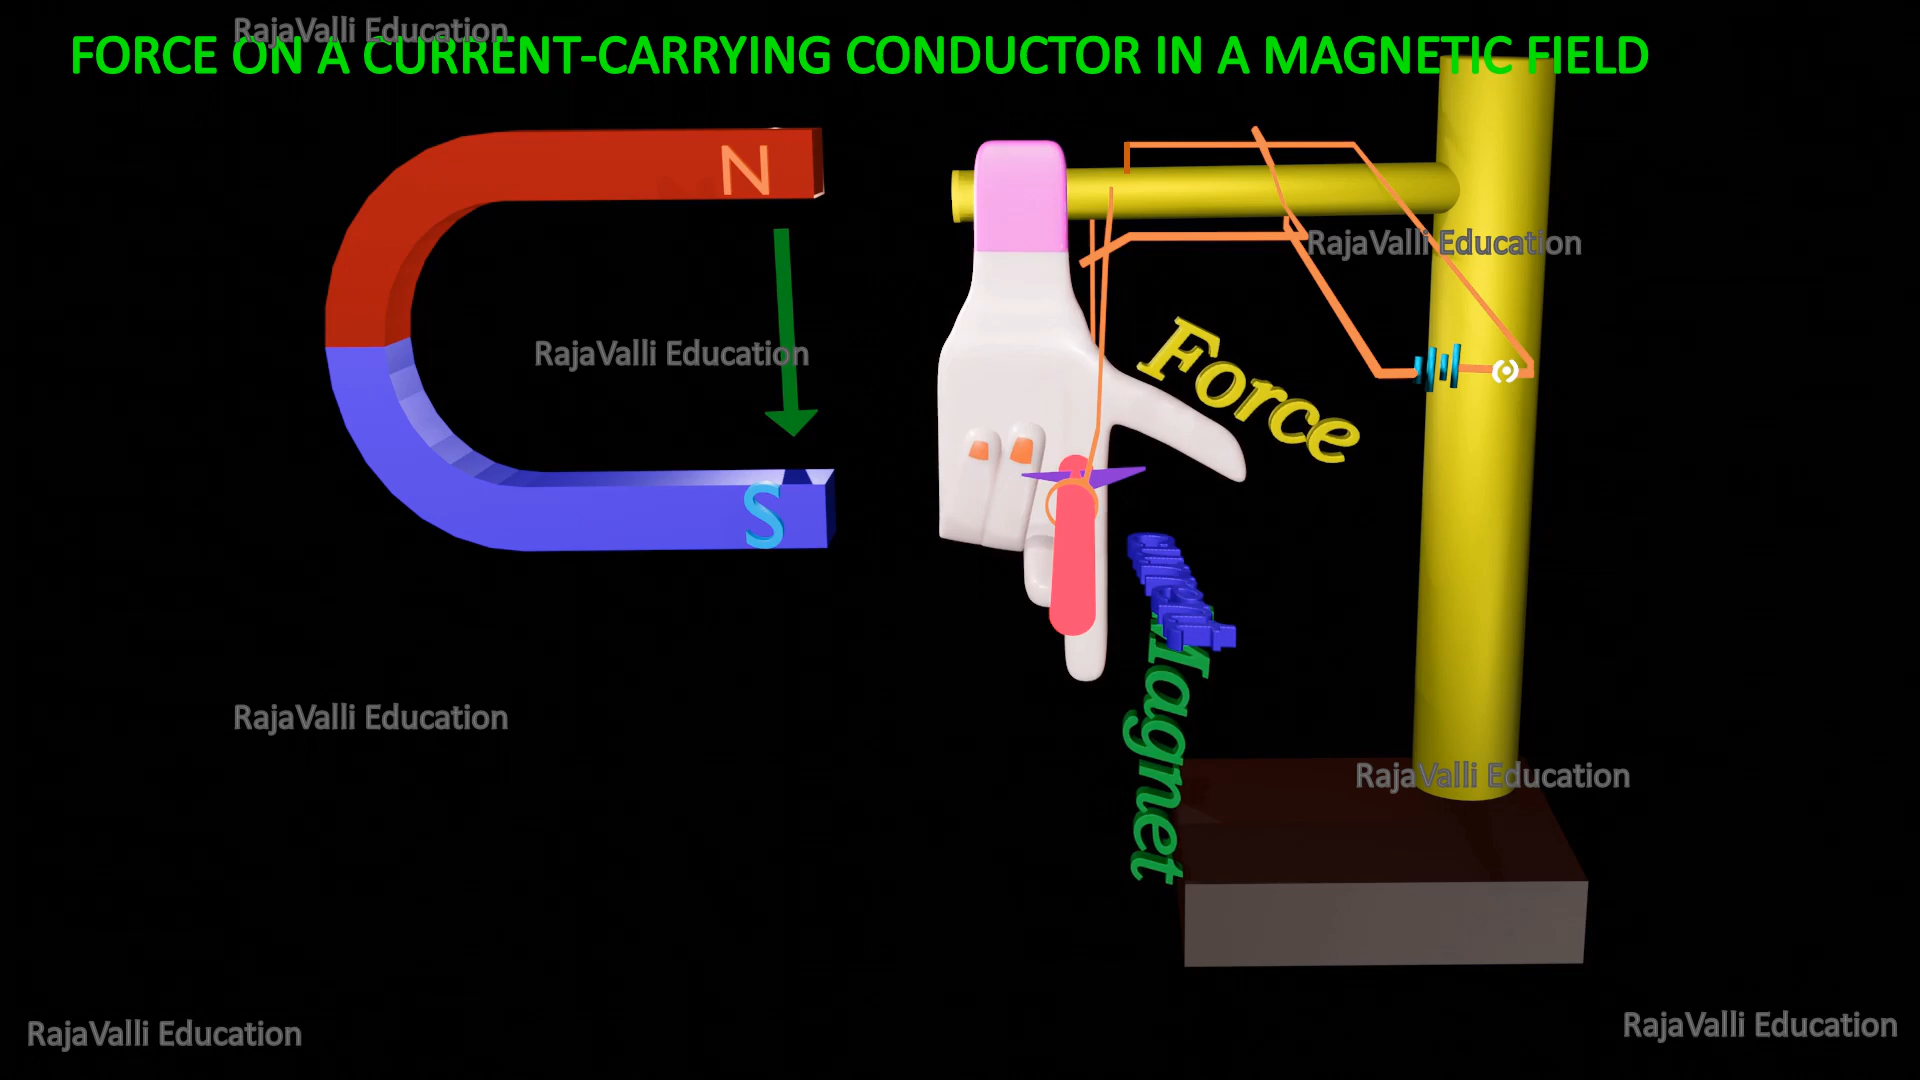 RajaValli Education
FORCE ON A CURRENT-CARRYING CONDUCTOR IN A MAGNETIC FIELD
N
RajaValli Education
RajaValli Education
Force
S
Magnet
RajaValli Education
RajaValli Education
RajaValli Education
RajaValli Education